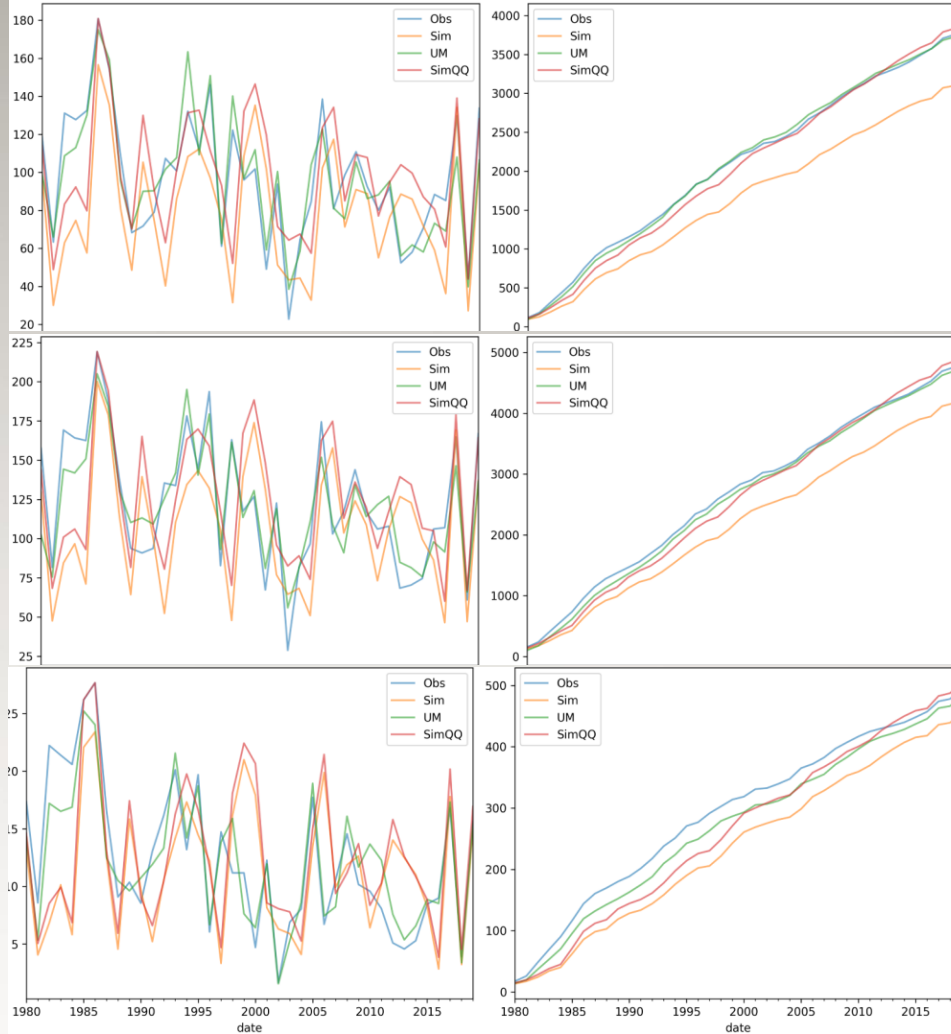 180
160
140
120
100
80
60
40
20
Obs
Sim
UM
SimQQ
4000
3500
3000
2500
2000
1500
1000
500
0
Obs
Sim
UM
SimQQ
225
200
175
150
125
100
75
50
25
Obs
Sim
UM
SimQQ
5000
4000
3000
2000
1000
0
Obs
Sim
UM
SimQQ
25
20
15
10
5
1980 1985 1990 1995 2000 2005 2010 2015
date
Obs
Sim
UM
SimQQ
500
400
300
200
100
0
1980 1985 1990 1995 2000 2005 2010 2015
date
Obs
Sim
UM
SimQQ